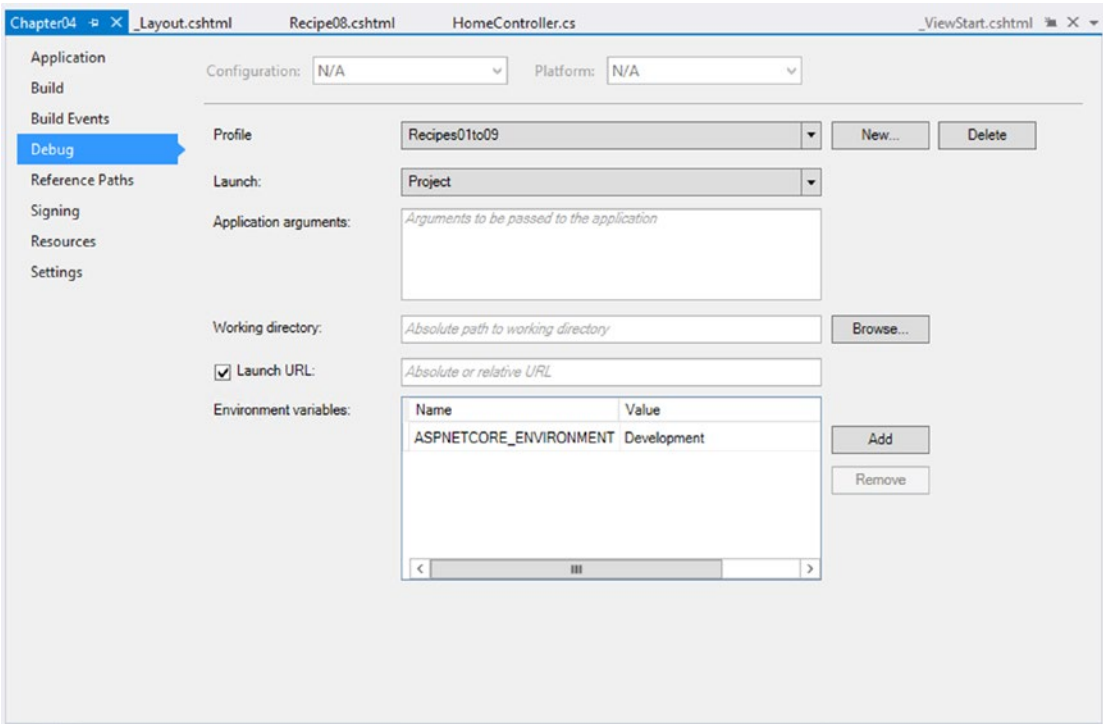 Chapter04 _Layout.cshtml Recipe08.cshtml HomeController.cs _ViewStart.cshtml
Application
Build
Build Events
Debug
Reference Paths
Signing
Resources
Settings
Configuration: N/A Platform: N/A
Profile Recipes01to09 New... Delete
Launch: Project
Application arguments: Arguments to be passed to the application
Working directory: Absolute path to working directory Browse...
Launch URL: Absolute or relative URL
Environment variables: Name Value
ASPNETCORE_ENVIRONMENT Development Add
Remove